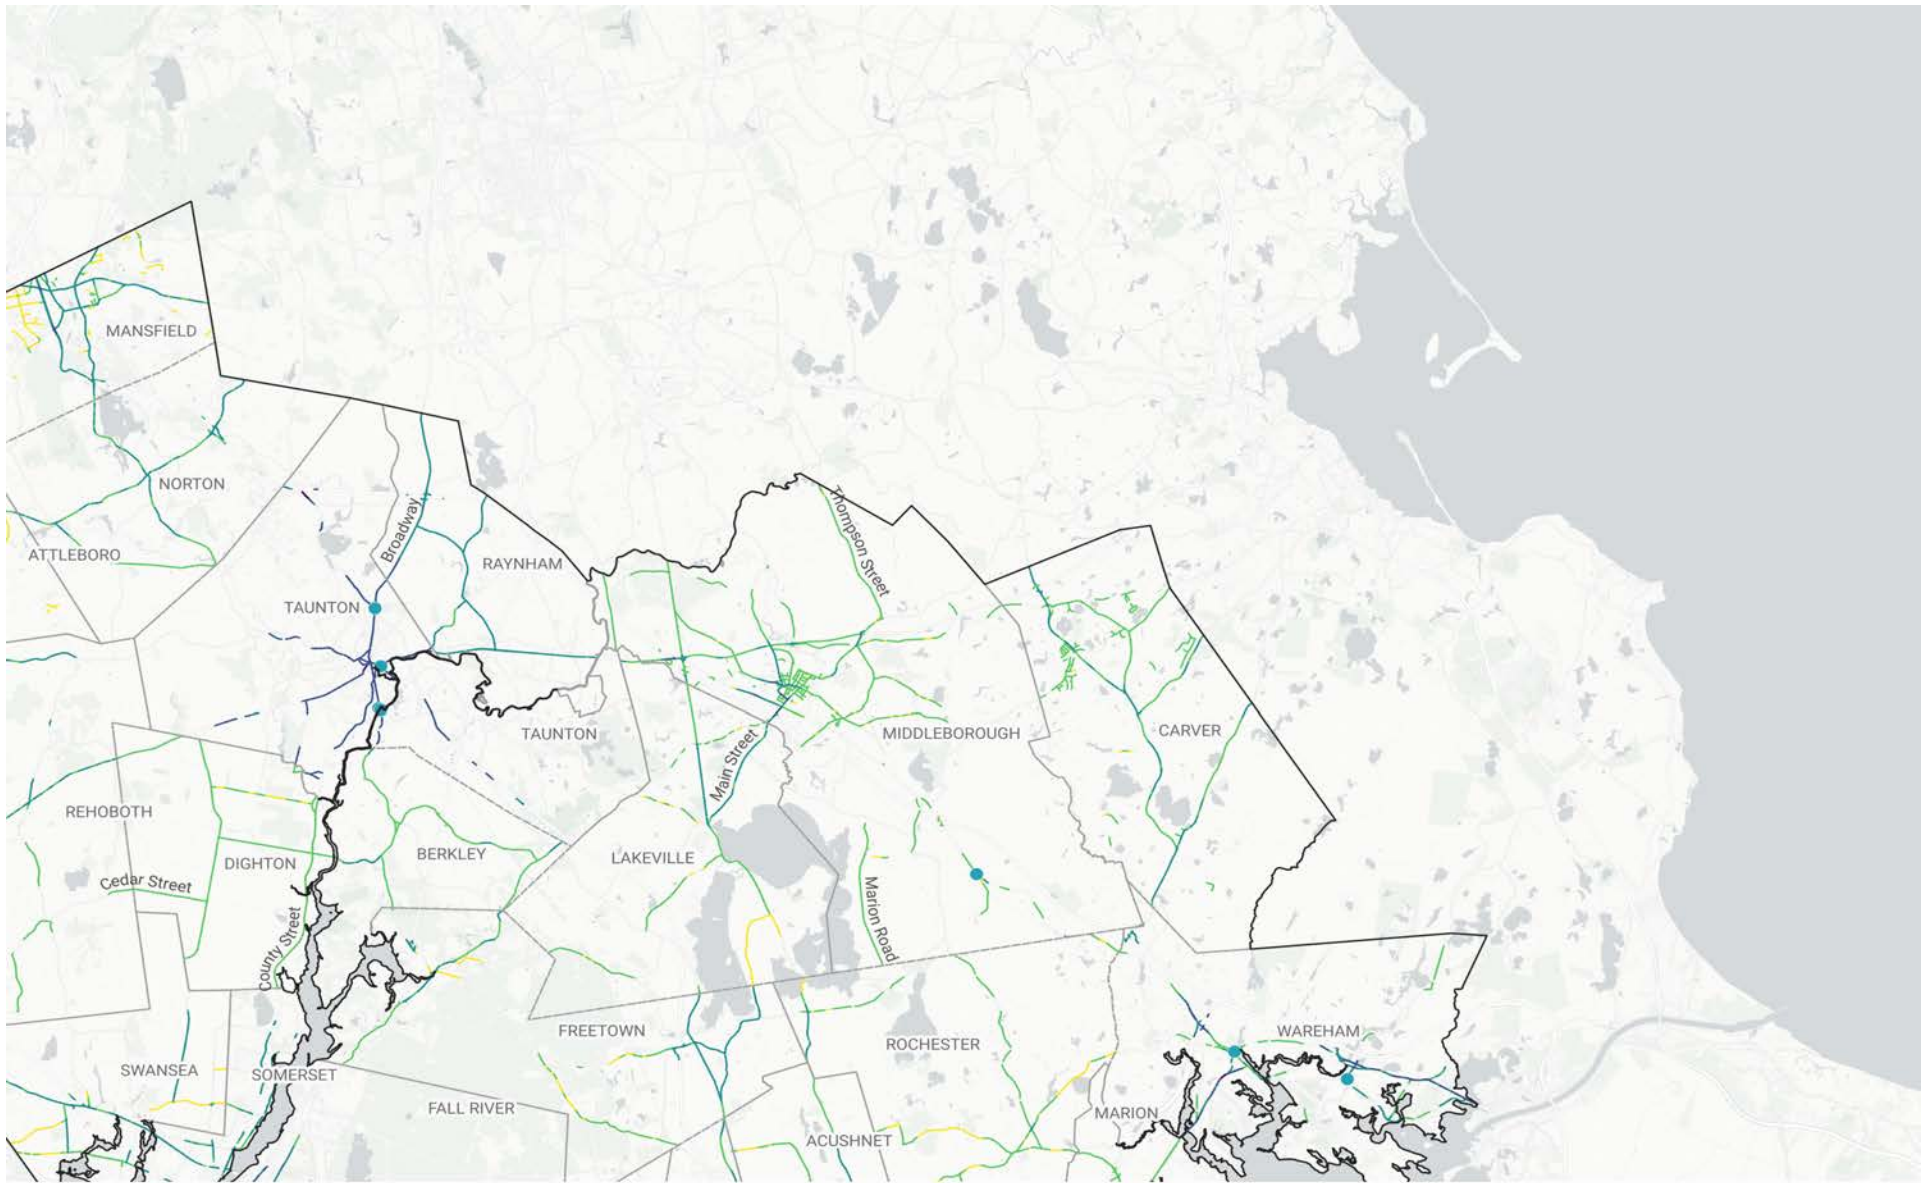 MANSFIELD
NORTON
Thompson Street
Broadway
ATTLEBORO
RAYNHAM
TAUNTON
TAUNTON
MIDDLEBOROUGH
CARVER
Main Street
REHOBOTH
DIGHTON
BERKLEY
LAKEVILLE
Cedar Street
Marion Road
County Street
FREETOWN
WAREHAM
ROCHESTER
SWANSEA
SOMERSET
FALL RIVER
MARION
ACUSHNET